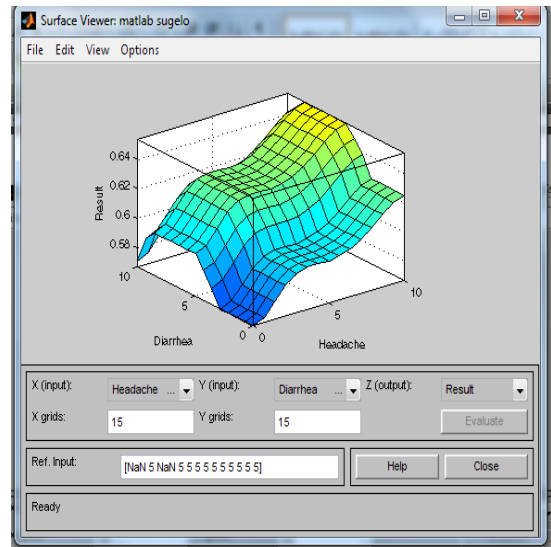 Surface Viewer: matlab sugelo
File Edit View Options
0.64
0.62
0.6
0.58
Result
10
5
0
Diarrhea
0
5
10
Headache
X (input): Headache ... Y (input): Diarrhea ... Z (output): Result
X grids: 15 Y grids: 15 Evaluate
Ref. Input: [NaN 5 NaN 5 5 5 5 5 5 5 5 5 5] Help Close
Ready